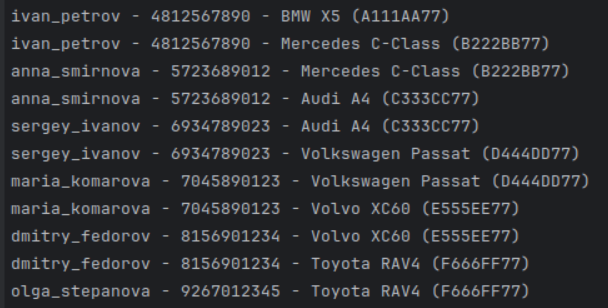 ivan_petrov - 4812567890 - BMW X5 (A111AA77)
ivan_petrov - 4812567890 - Mercedes C-Class (B222BB77)
anna_smirnova - 5723689012 - Mercedes C-Class (B222BB77)
anna_smirnova - 5723689012 - Audi A4 (C333CC77)
sergey_ivanov - 6934789023 - Audi A4 (C333CC77)
sergey_ivanov - 6934789023 - Volkswagen Passat (D444DD77)
maria_komarova - 7045890123 - Volkswagen Passat (D444DD77)
maria_komarova - 7045890123 - Volvo XC60 (E555EE77)
dmitry_fedorov - 8156901234 - Volvo XC60 (E555EE77)
dmitry_fedorov - 8156901234 - Toyota RAV4 (F666FF77)
olga_stepanova - 9267012345 - Toyota RAV4 (F666FF77)